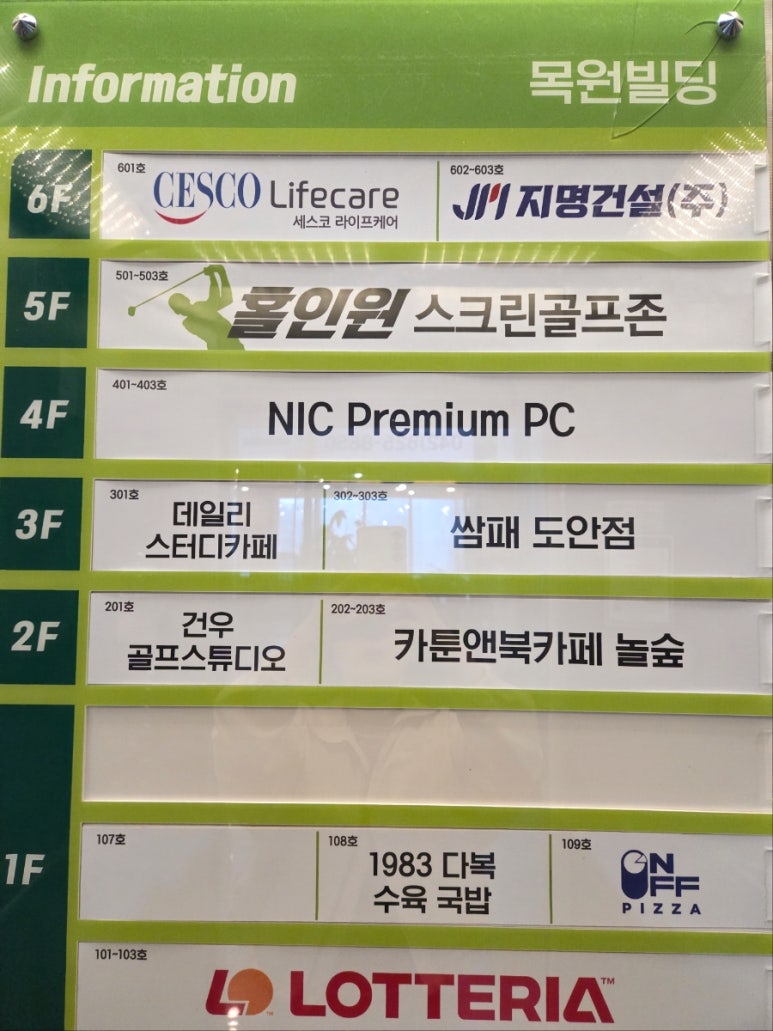 Information
목원빌딩
6F
601호
CESCO Lifecare
세스코 라이프케어
602~603호
지명건설(주)
5F
501~503호
홀인원 스크린골프존
4F
401~403호
NIC Premium PC
3F
301호
데일리
스터디카페
302~303호
쌈패 도안점
2F
201호
건우
골프스튜디오
202~203호
카툰앤북카페 놀숲
1F
107호
108호
1983 다복
수육 국밥
109호
ON
OFF
PIZZA
101~103호
LOTTERIA™